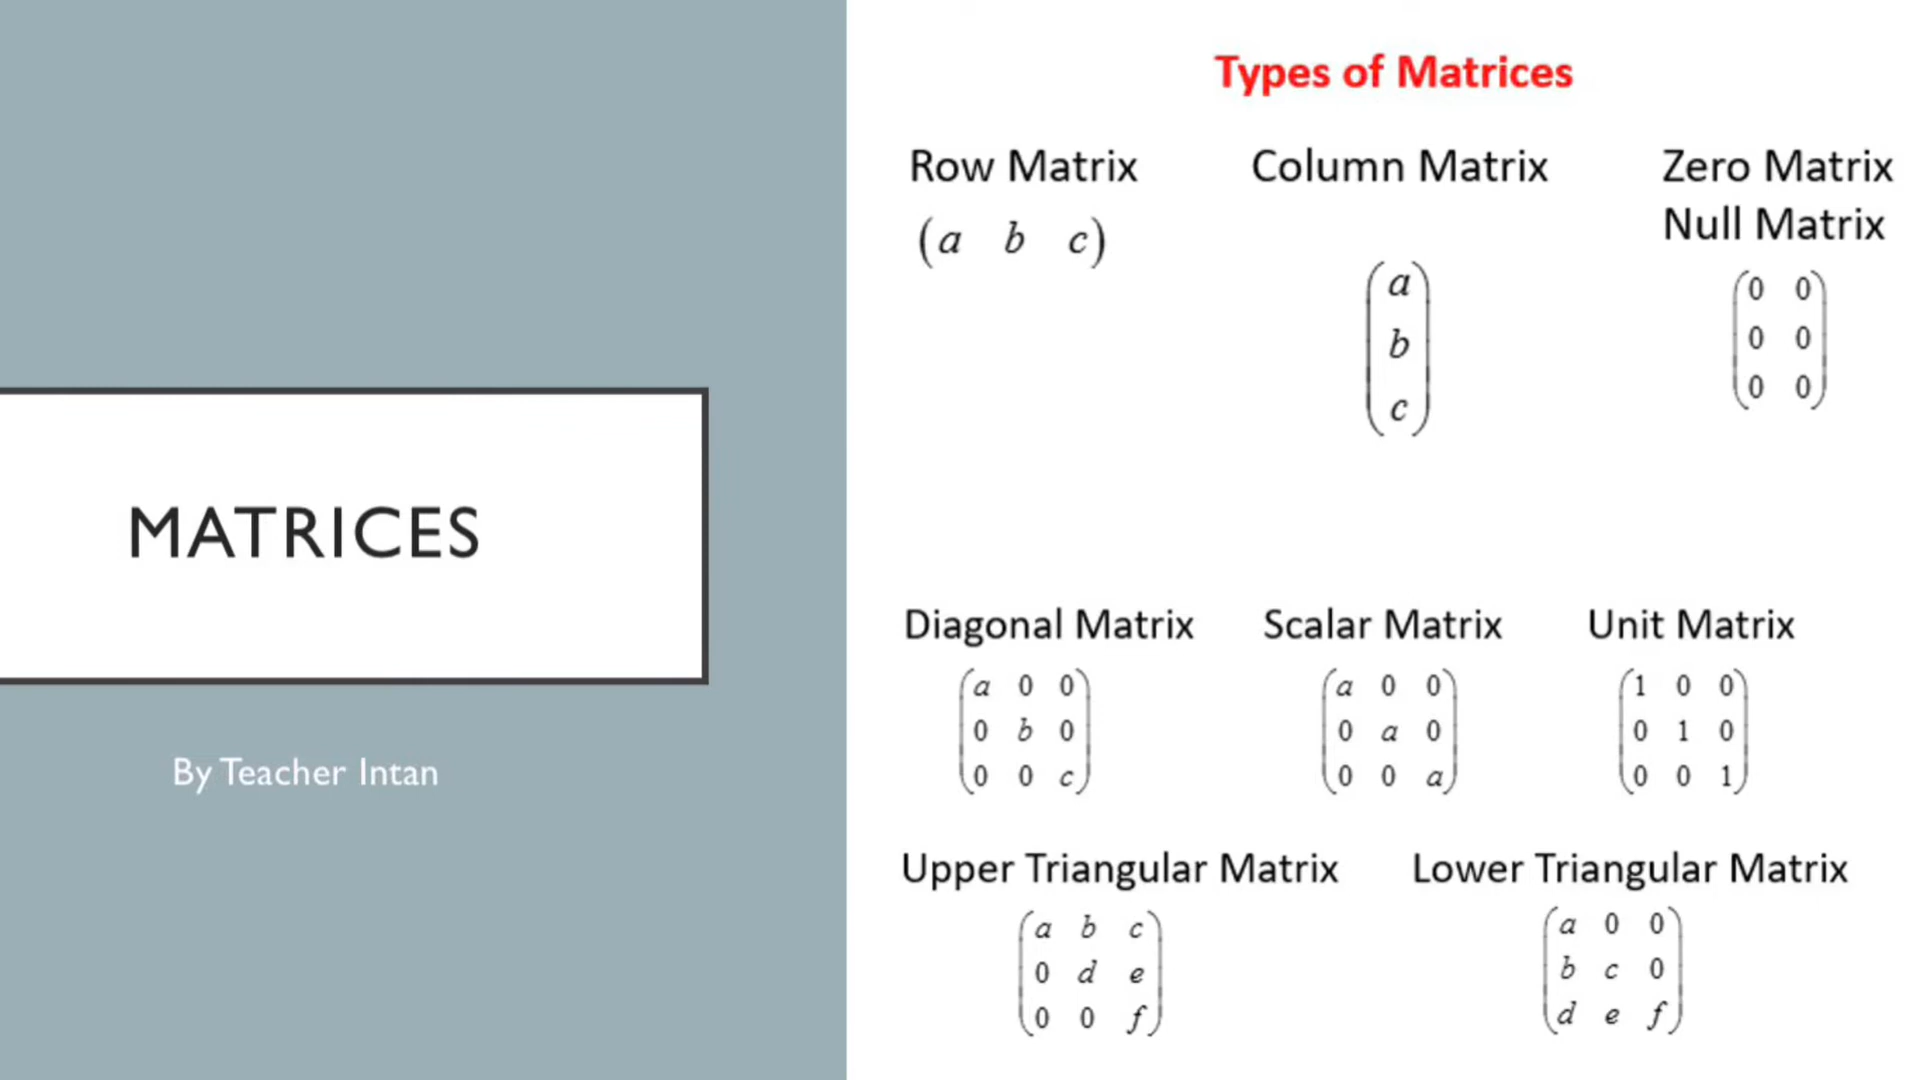 MATRICES
By Teacher Intan
Types of Matrices
Row Matrix
(a b c)
Column Matrix
a
b
c
Zero Matrix
Null Matrix
0 0
0 0
0 0
Diagonal Matrix
a 0 0
0 b 0
0 0 c
Scalar Matrix
a 0 0
0 a 0
0 0 a
Unit Matrix
1 0 0
0 1 0
0 0 1
Upper Triangular Matrix
a b c
0 d e
0 0 f
Lower Triangular Matrix
a 0 0
b c 0
d e f